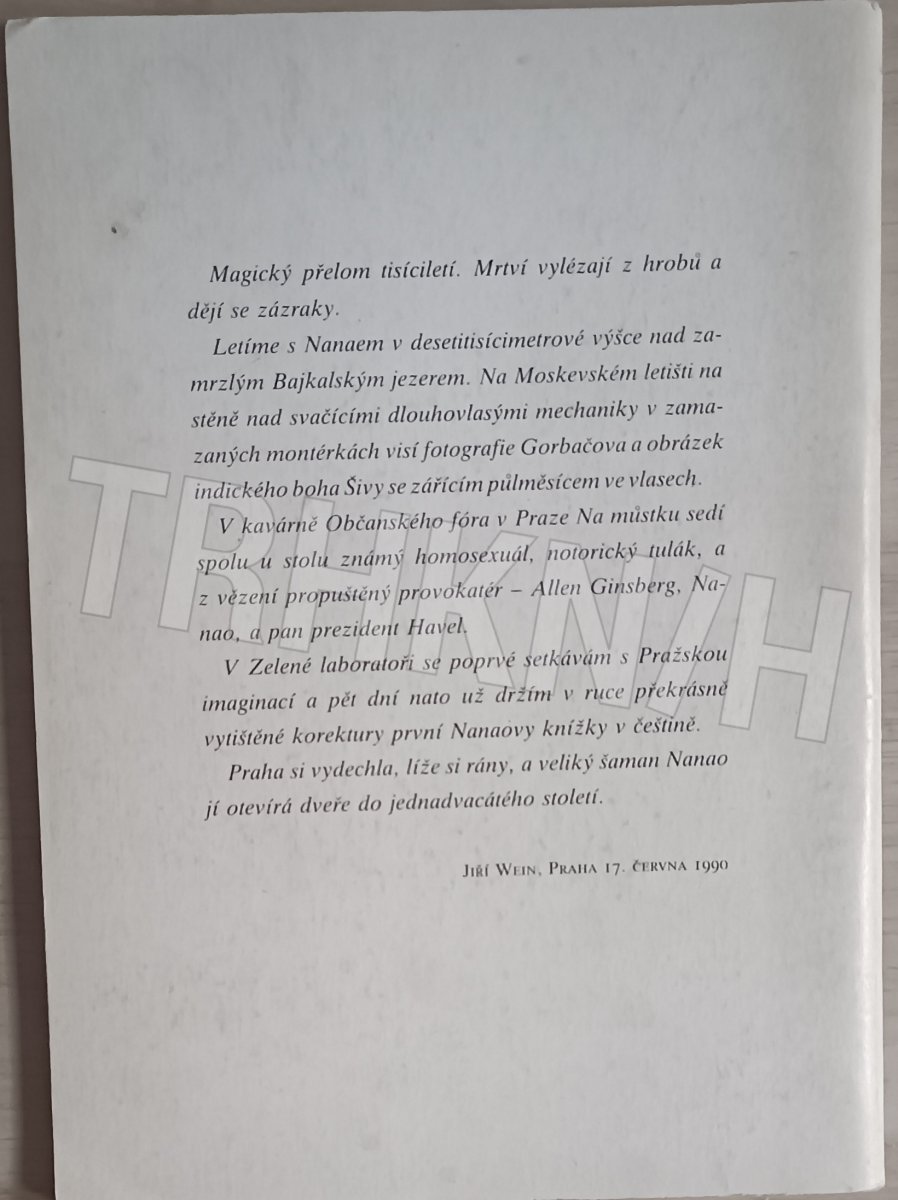 Magický přelom tisíciletí. Mrtví vylézají z hrobů a
dějí se zázraky.
Letíme s Nanaem v desetitisícimetrové výšce nad za-
mrzlým Bajkalským jezerem. Na Moskevském letišti na
stěně nad svačícími dlouhovlasými mechaniky v zama-
zaných montérkách visí fotografie Gorbačova a obrázek
indického boha Šivy se zářícím půlměsícem ve vlasech.
V kavárně Občanského fóra v Praze Na můstku sedí
spolu u stolu známý homosexuál, notorický tulák, a
z vězení propuštěný provokatér – Allen Ginsberg, Na-
nao, a pan prezident Havel.
V Zelené laboratoři se poprvé setkávám s Pražskou
imaginací a pět dní nato už držím v ruce překrásně
vytištěné korektury první Nanaovy knížky v češtině.
Praha si vydechla, líže si rány, a veliký šaman Nanao
jí otevírá dveře do jednadvacátého století.
Jiří Wein, Praha 17. června 1990
TRHKNIH